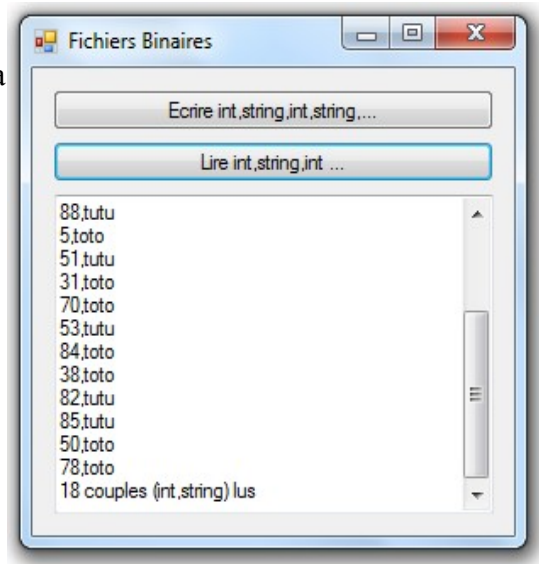 Fichiers Binaires
a
Ecrire int,string,int,string,...
Lire int,string,int ...
88,tutu
5,toto
51,tutu
31,toto
70,toto
53,tutu
84,toto
38,toto
82,tutu
85,tutu
50,toto
78,toto
18 couples (int,string) lus